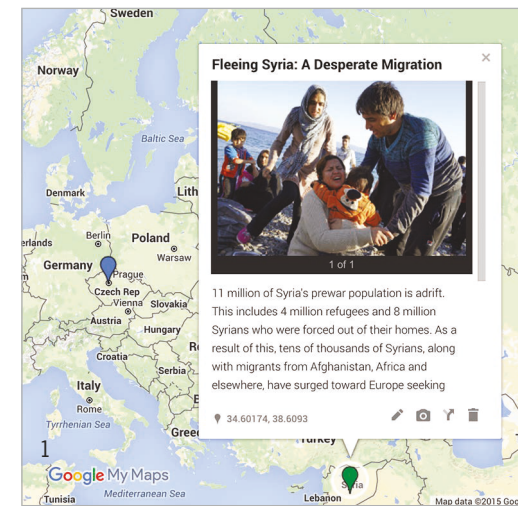 Sweden
Norway
Baltic Sea
Denmark
Lith
Berlin
erlands
Poland
Warsaw
Germany
Prague
Czech Rep
Vienna
Slovakia
Austria
Hungary
Croatia
Serbia
Italy
Rome
Tyrrhenian Sea
Greece
Turkey
Syria
Lebanon
Tunisia
Mediterranean Sea
1
Google My Maps
Map data ©2015 Goo
Fleeing Syria: A Desperate Migration
1 of 1
11 million of Syria's prewar population is adrift.
This includes 4 million refugees and 8 million
Syrians who were forced out of their homes. As a
result of this, tens of thousands of Syrians, along
with migrants from Afghanistan, Africa and
elsewhere, have surged toward Europe seeking
34.60174, 38.6093